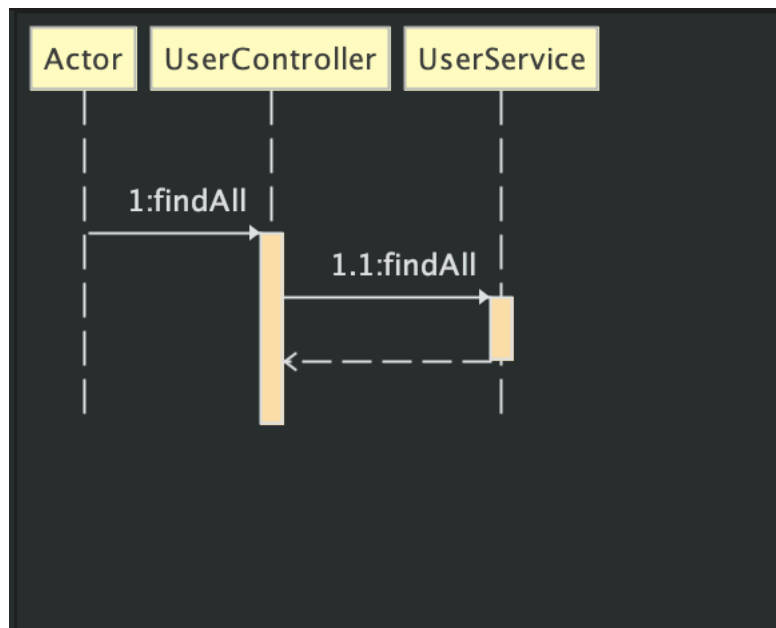 Actor
UserController
UserService
1:findAll
1.1:findAll